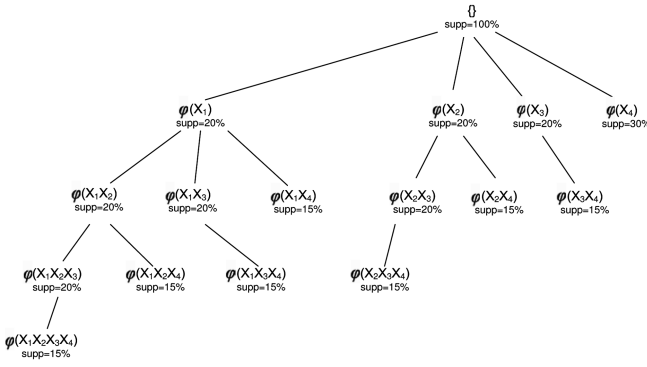 {}
supp=100%
φ(X₁)
supp=20%
φ(X₂)
supp=20%
φ(X₃)
supp=20%
φ(X₄)
supp=30%
φ(X₁X₂)
supp=20%
φ(X₁X₃)
supp=20%
φ(X₁X₄)
supp=15%
φ(X₂X₃)
supp=20%
φ(X₂X₄)
supp=15%
φ(X₃X₄)
supp=15%
φ(X₁X₂X₃)
supp=20%
φ(X₁X₂X₄)
supp=15%
φ(X₁X₃X₄)
supp=15%
φ(X₂X₃X₄)
supp=15%
φ(X₁X₂X₃X₄)
supp=15%